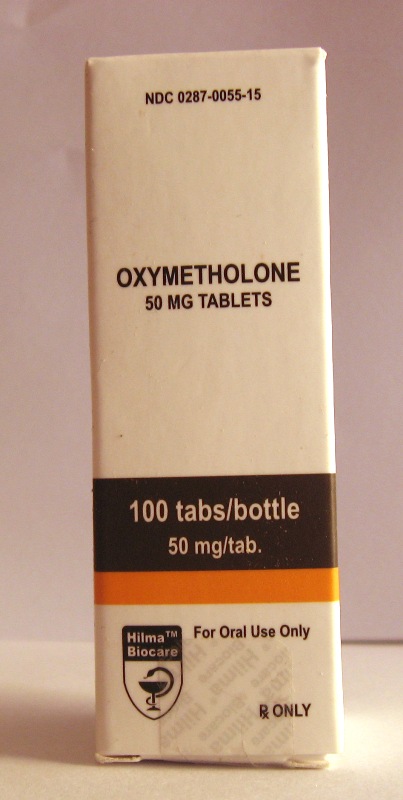 NDC 0287-0055-15
OXYMETHOLONE
50 MG TABLETS
100 tabs/bottle
50 mg/tab.
Hilma™
Biocare
For Oral Use Only
℞ ONLY